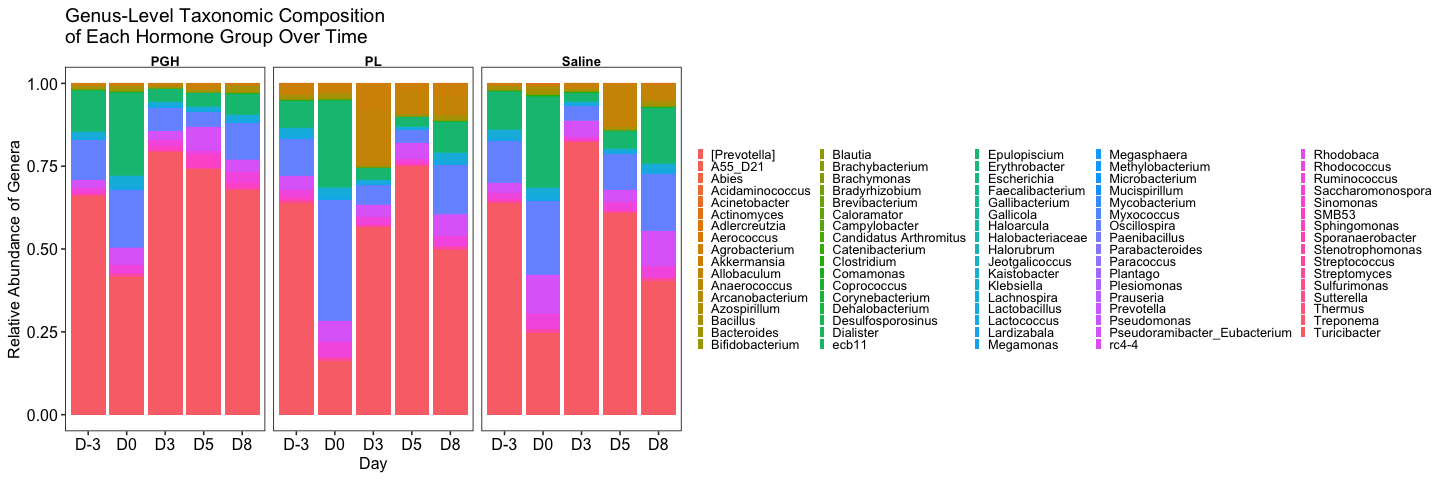 Genus-Level Taxonomic Composition
of Each Hormone Group Over Time
PGH
PL
Saline
Relative Abundance of Genera
1.00
0.75
0.50
0.25
0.00
D-3 D0 D3 D5 D8
D-3 D0 D3 D5 D8
D-3 D0 D3 D5 D8
Day
[Prevotella]
A55_D21
Abies
Acidaminococcus
Acinetobacter
Actinomyces
Adlercreutzia
Aerococcus
Agrobacterium
Akkermansia
Allobaculum
Anaerococcus
Arcanobacterium
Azospirillum
Bacillus
Bacteroides
Bifidobacterium
Blautia
Brachybacterium
Brachymonas
Bradyrhizobium
Brevibacterium
Caloramator
Campylobacter
Candidatus Arthromitus
Catenibacterium
Clostridium
Comamonas
Coprococcus
Corynebacterium
Dehalobacterium
Desulfosporosinus
Dialister
ecb11
Epulopiscium
Erythrobacter
Escherichia
Faecalibacterium
Gallibacterium
Gallicola
Haloarcula
Halobacteriaceae
Halorubrum
Jeotgalicoccus
Kaistobacter
Klebsiella
Lachnospira
Lactobacillus
Lactococcus
Lardizabala
Megamonas
Megasphaera
Methylobacterium
Microbacterium
Mucispirillum
Mycobacterium
Myxococcus
Oscillospira
Paenibacillus
Parabacteroides
Paracoccus
Plantago
Plesiomonas
Prauseria
Prevotella
Pseudomonas
Pseudoramibacter_Eubacterium
rc4-4
Rhodobaca
Rhodococcus
Ruminococcus
Saccharomonospora
Sinomonas
SMB53
Sphingomonas
Sporanaerobacter
Stenotrophomonas
Streptococcus
Streptomyces
Sulfurimonas
Sutterella
Thermus
Treponema
Turicibacter